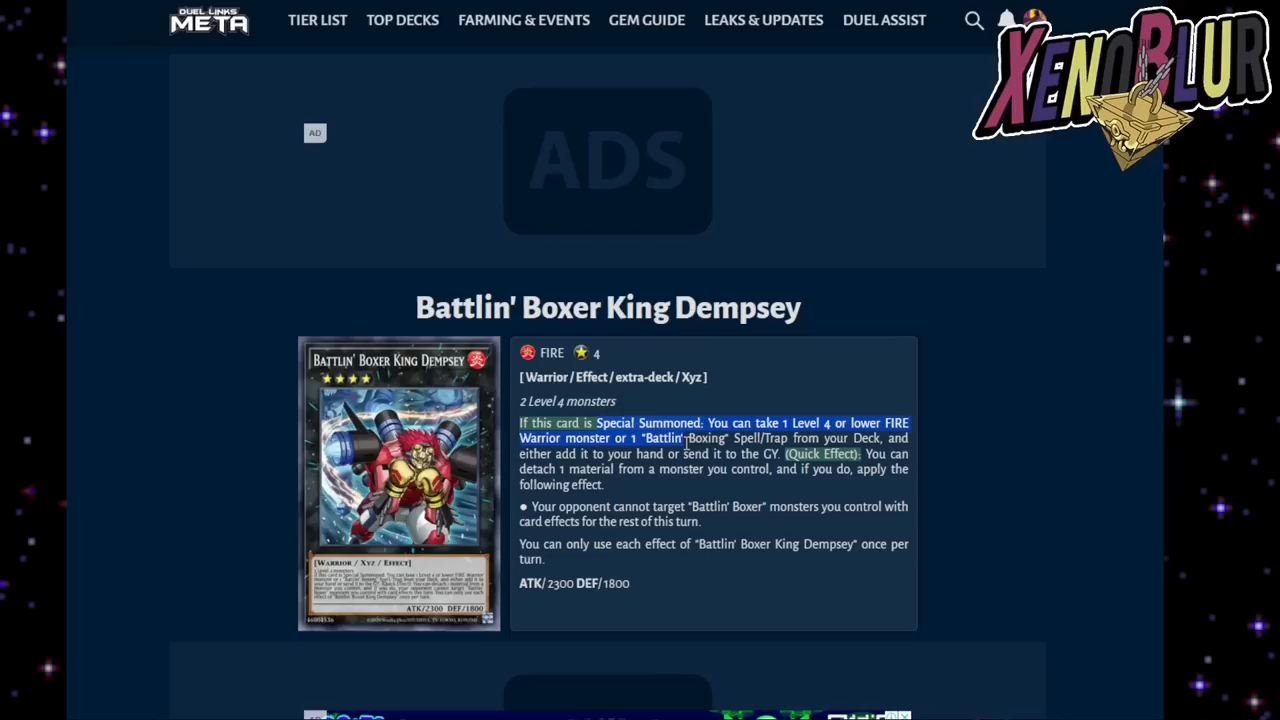 DUEL LINKS
META
TIER LIST TOP DECKS FARMING & EVENTS GEM GUIDE LEAKS & UPDATES DUEL ASSIST
XENOBLUR
AD
ADS
Battlin' Boxer King Dempsey
BATTLIN' BOXER KING DEMPSEY
[WARRIOR / XYZ / EFFECT]
2 Level 4 monsters
ATK/2300 DEF/1800
FIRE 4
[ Warrior / Effect / extra-deck / Xyz ]
2 Level 4 monsters
If this card is Special Summoned: You can take 1 Level 4 or lower FIRE
Warrior monster or 1 "Battlin' Boxing" Spell/Trap from your Deck, and
either add it to your hand or send it to the GY. (Quick Effect): You can
detach 1 material from a monster you control, and if you do, apply the
following effect.
● Your opponent cannot target "Battlin' Boxer" monsters you control with
card effects for the rest of this turn.
You can only use each effect of "Battlin' Boxer King Dempsey" once per
turn.
ATK/ 2300 DEF/ 1800